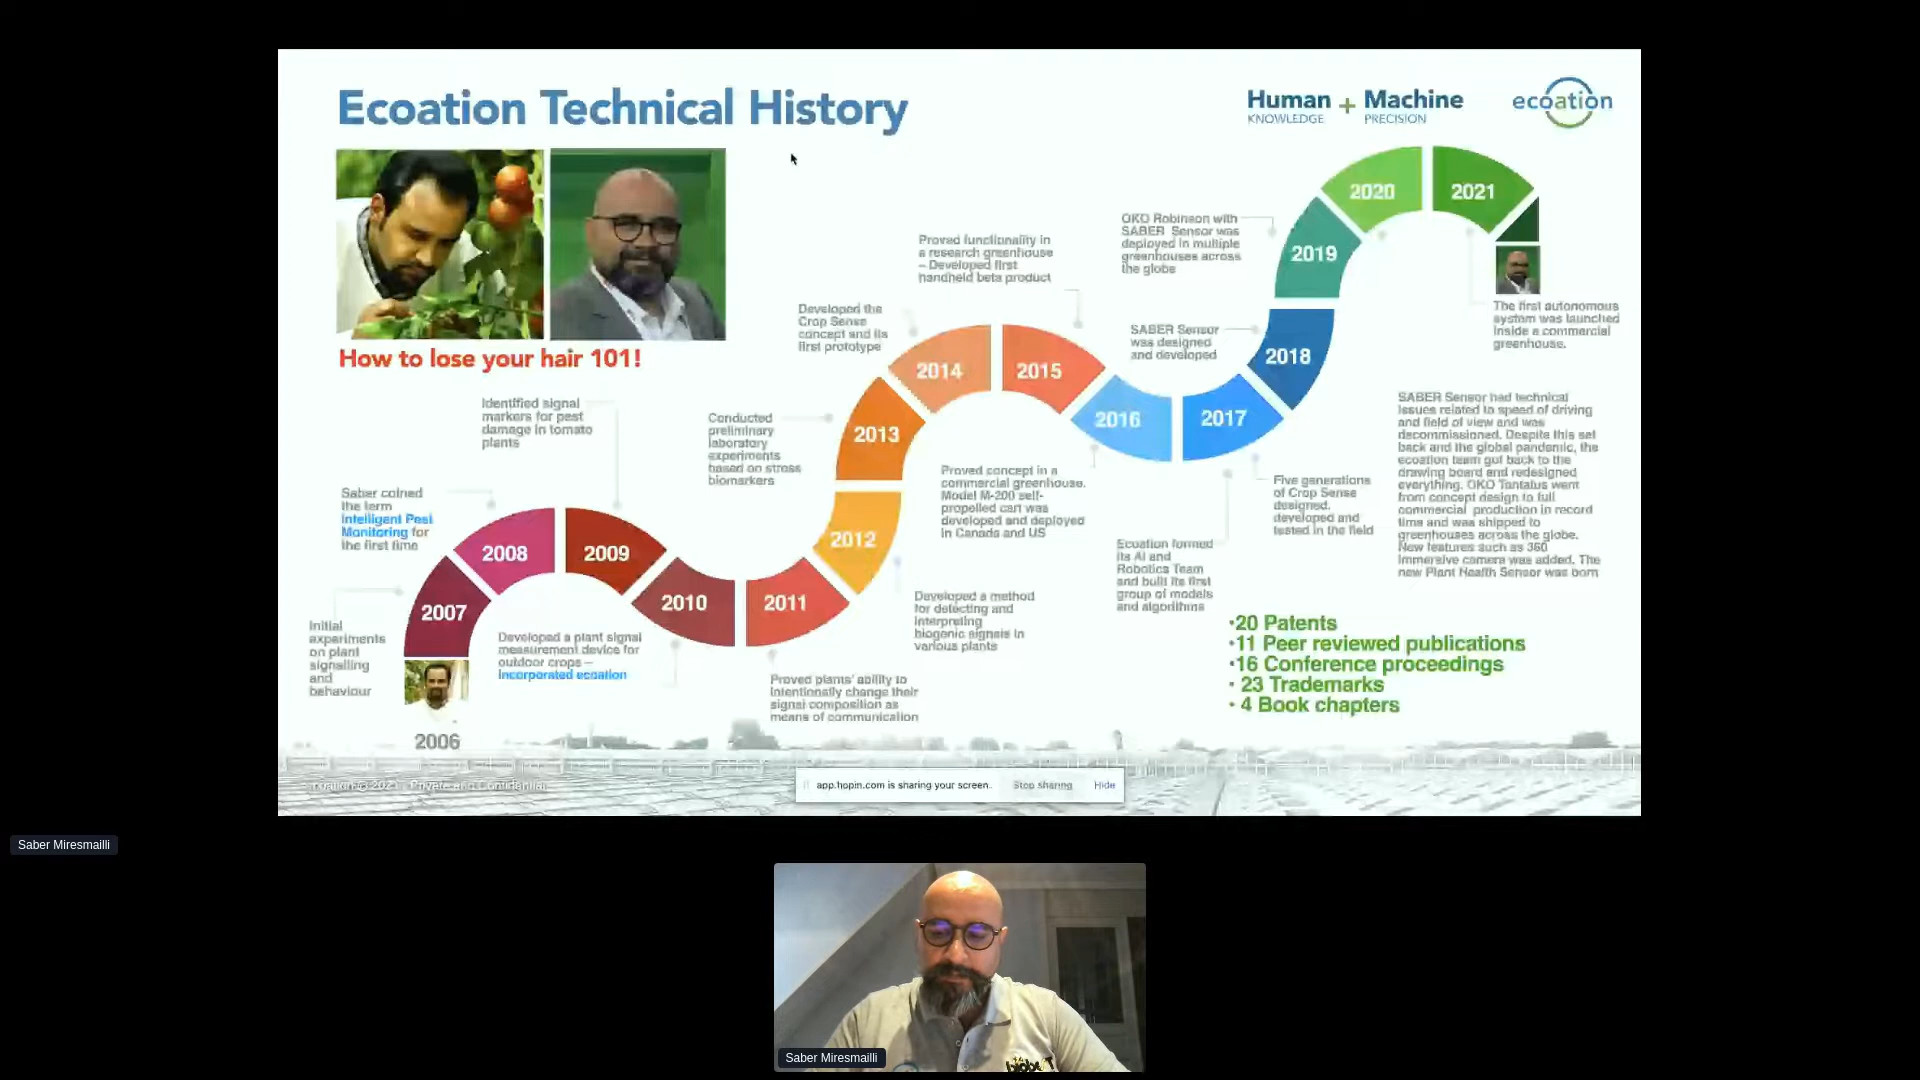 Ecoation Technical History
Human + Machine
KNOWLEDGE PRECISION
ecoation
How to lose your hair 101!
2006
Initial
experiments
on plant
signalling
and
behaviour
2007
Saber coined
the term
Intelligent Pest
Monitoring for
the first time
2008
Identified signal
markers for pest
damage in tomato
plants
2009
Developed a plant signal
measurement device for
outdoor crops –
incorporated ecoation
2010
Proved plants' ability to
intentionally change their
signal composition as
means of communication
2011
Developed a method
for detecting and
interpreting
biogenic signals in
various plants
2012
Conducted
preliminary
laboratory
experiments
based on stress
biomarkers
2013
Developed the
Crop Sense
concept and its
first prototype
2014
Proved functionality in
a research greenhouse
– Developed first
handheld beta product
2015
Proved concept in a
commercial greenhouse.
Model M-200 self-
propelled cart was
developed and deployed
in Canada and US
2016
Ecoation formed
its AI and
Robotics Team
and built its first
group of models
and algorithms
2017
Five generations
of Crop Sense
designed,
developed and
tested in the field
SABER Sensor
was designed
and developed
2018
OKO Robinson with
SABER Sensor was
deployed in multiple
greenhouses across
the globe
2019
2020
SABER Sensor had technical
issues related to speed of driving
and field of view and was
decommissioned. Despite this set
back and the global pandemic, the
ecoation team got back to the
drawing board and redesigned
everything. OKO Tantalus went
from concept design to full
commercial production in record
time and was shipped to
greenhouses across the globe.
New features such as 360
immersive camera was added. The
new Plant Health Sensor was born
2021
The first autonomous
system was launched
inside a commercial
greenhouse.
•20 Patents
•11 Peer reviewed publications
•16 Conference proceedings
• 23 Trademarks
• 4 Book chapters
Private and Confidential
app.hopin.com is sharing your screen. Stop sharing Hide
Saber Miresmailli
Saber Miresmailli